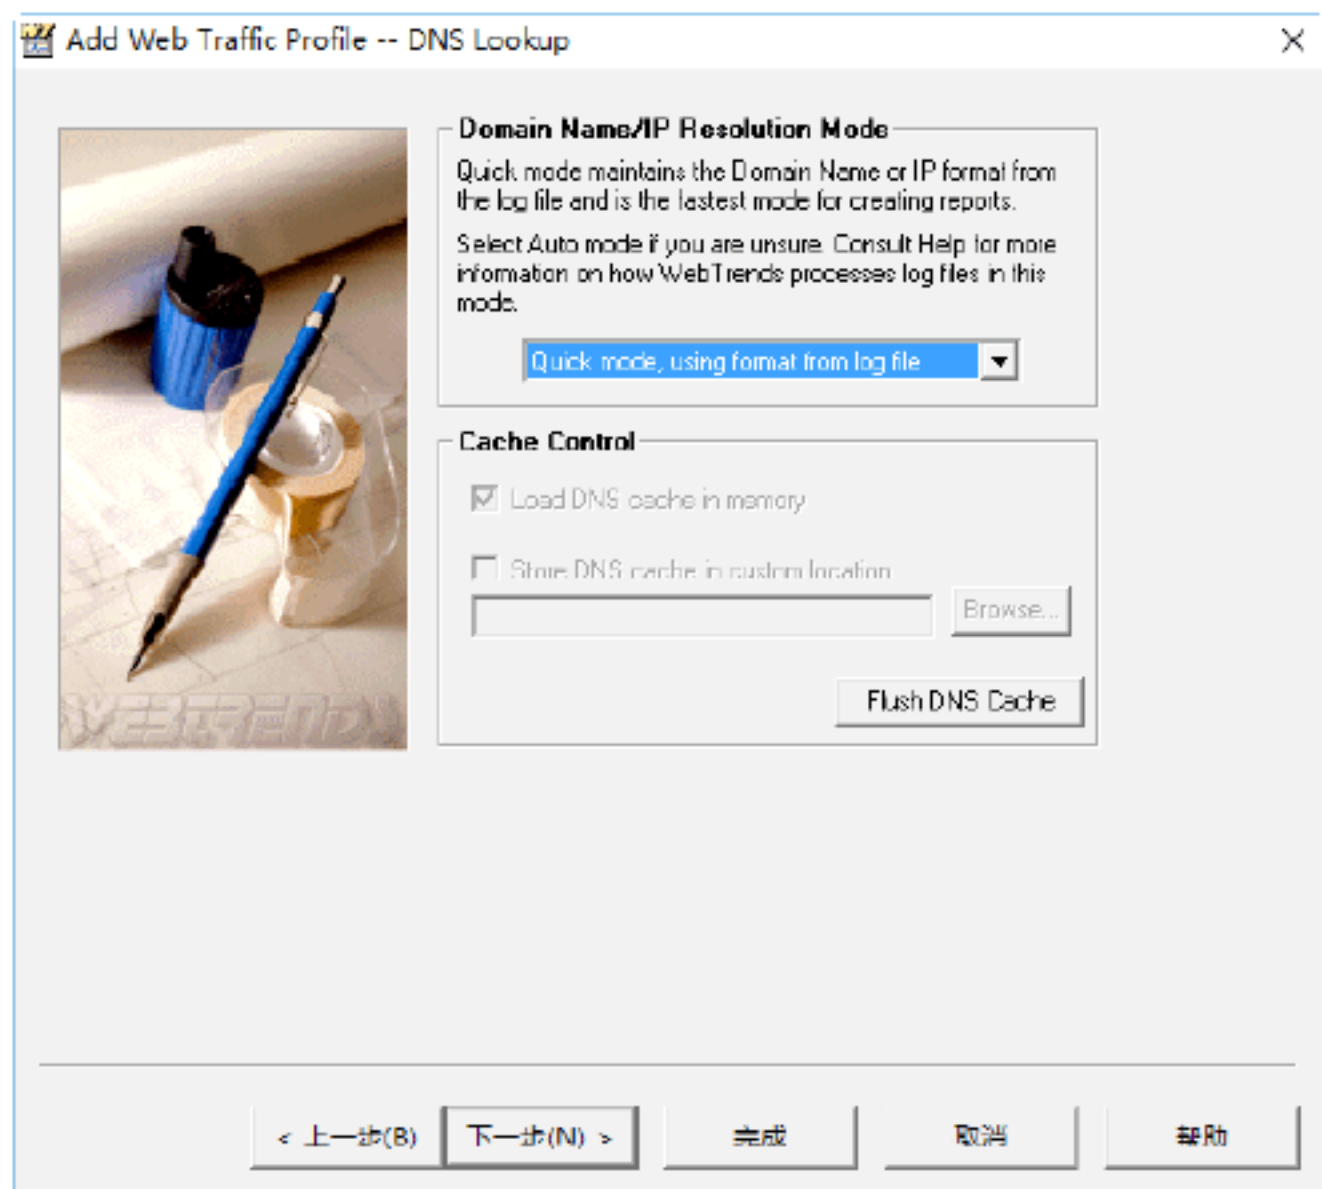 Add Web Traffic Profile -- DNS Lookup
Domain Name/IP Resolution Mode
Quick mode maintains the Domain Name or IP format from
the log file and is the fastest mode for creating reports.
Select Auto mode if you are unsure. Consult Help for more
information on how WebTrends processes log files in this
mode.
Quick mode, using format from log file
Cache Control
Load DNS cache in memory
Store DNS cache in custom location
Browse...
Flush DNS Cache
WEBTRENDS
< 上一步(B)
下一步(N) >
完成
取消
帮助